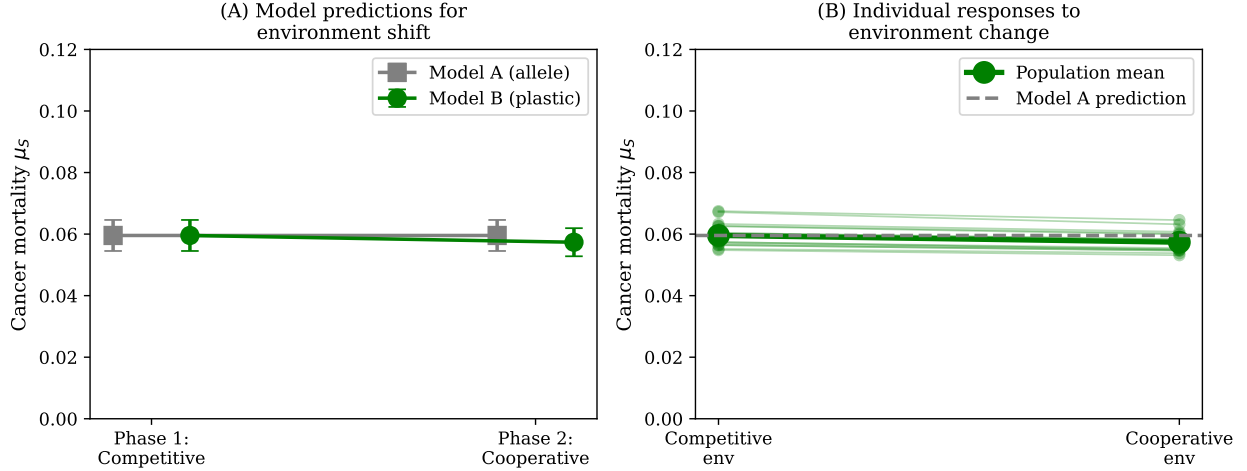 (A) Model predictions for
environment shift
Cancer mortality μS
0.12
0.10
0.08
0.06
0.04
0.02
0.00
Model A (allele)
Model B (plastic)
Phase 1:
Competitive
Phase 2:
Cooperative
(B) Individual responses to
environment change
Cancer mortality μS
0.12
0.10
0.08
0.06
0.04
0.02
0.00
Population mean
Model A prediction
Competitive
env
Cooperative
env